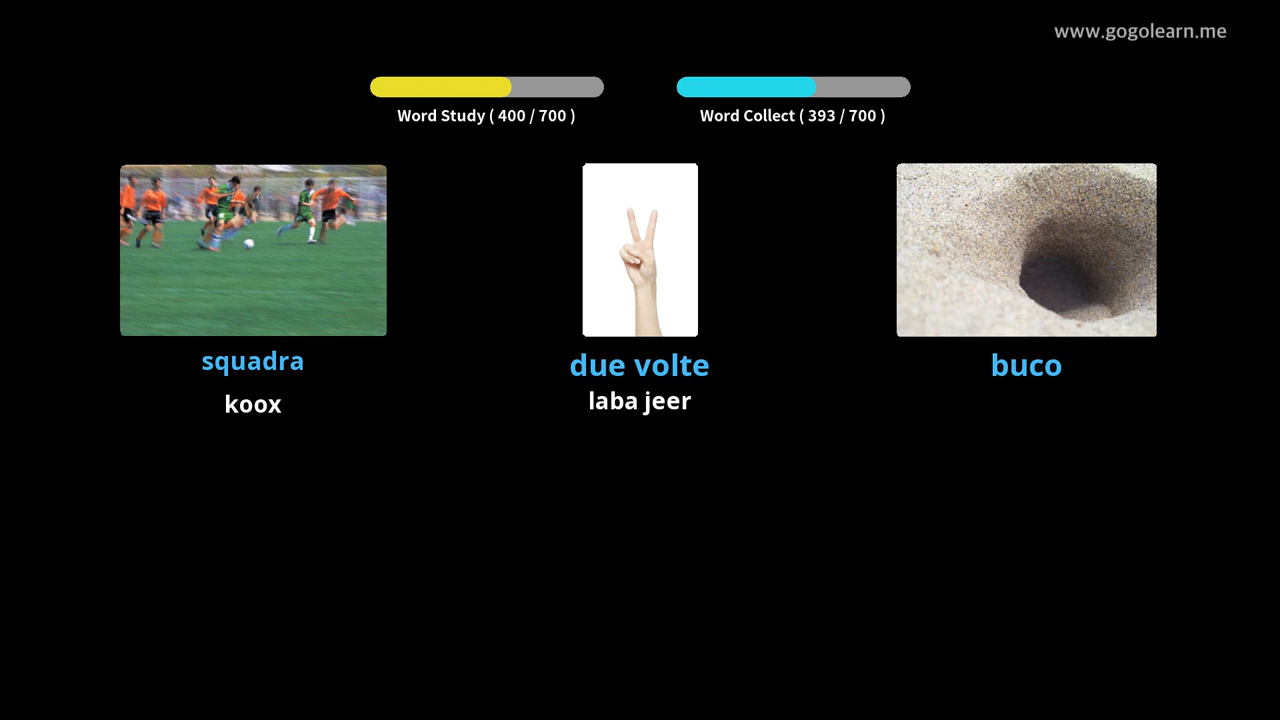 www.gogolearn.me
Word Study ( 400 / 700 )
Word Collect ( 393 / 700 )
squadra
koox
due volte
laba jeer
buco